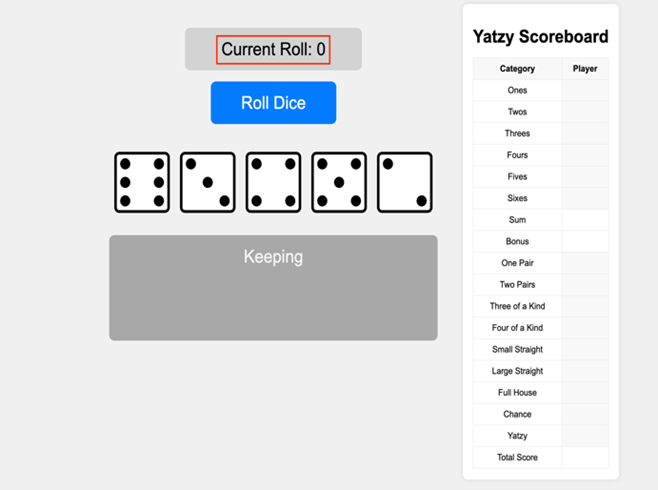 Current Roll: 0
Roll Dice
Keeping
Yatzy Scoreboard
Category Player
Ones
Twos
Threes
Fours
Fives
Sixes
Sum
Bonus
One Pair
Two Pairs
Three of a Kind
Four of a Kind
Small Straight
Large Straight
Full House
Chance
Yatzy
Total Score